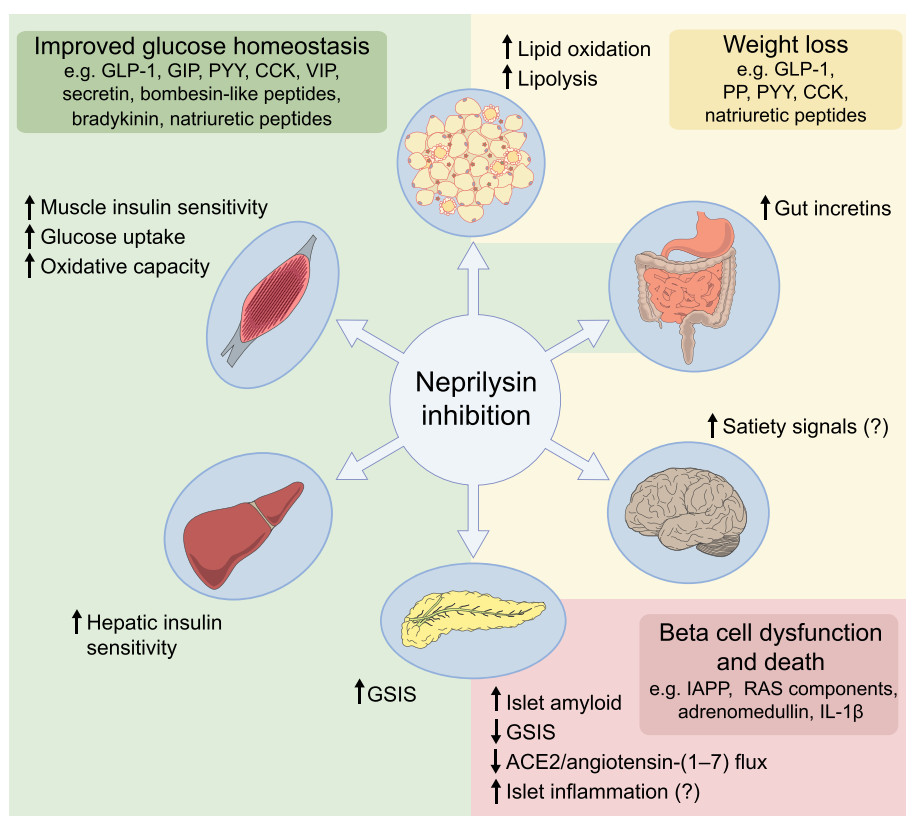 Improved glucose homeostasis
e.g. GLP-1, GIP, PYY, CCK, VIP,
secretin, bombesin-like peptides,
bradykinin, natriuretic peptides
↑ Lipid oxidation
↑ Lipolysis
Weight loss
e.g. GLP-1,
PP, PYY, CCK,
natriuretic peptides
↑ Muscle insulin sensitivity
↑ Glucose uptake
↑ Oxidative capacity
↑ Gut incretins
Neprilysin
inhibition
↑ Satiety signals (?)
↑ Hepatic insulin
sensitivity
↑ GSIS
Beta cell dysfunction
and death
e.g. IAPP, RAS components,
adrenomedullin, IL-1β
↑ Islet amyloid
↓ GSIS
↓ ACE2/angiotensin-(1–7) flux
↑ Islet inflammation (?)